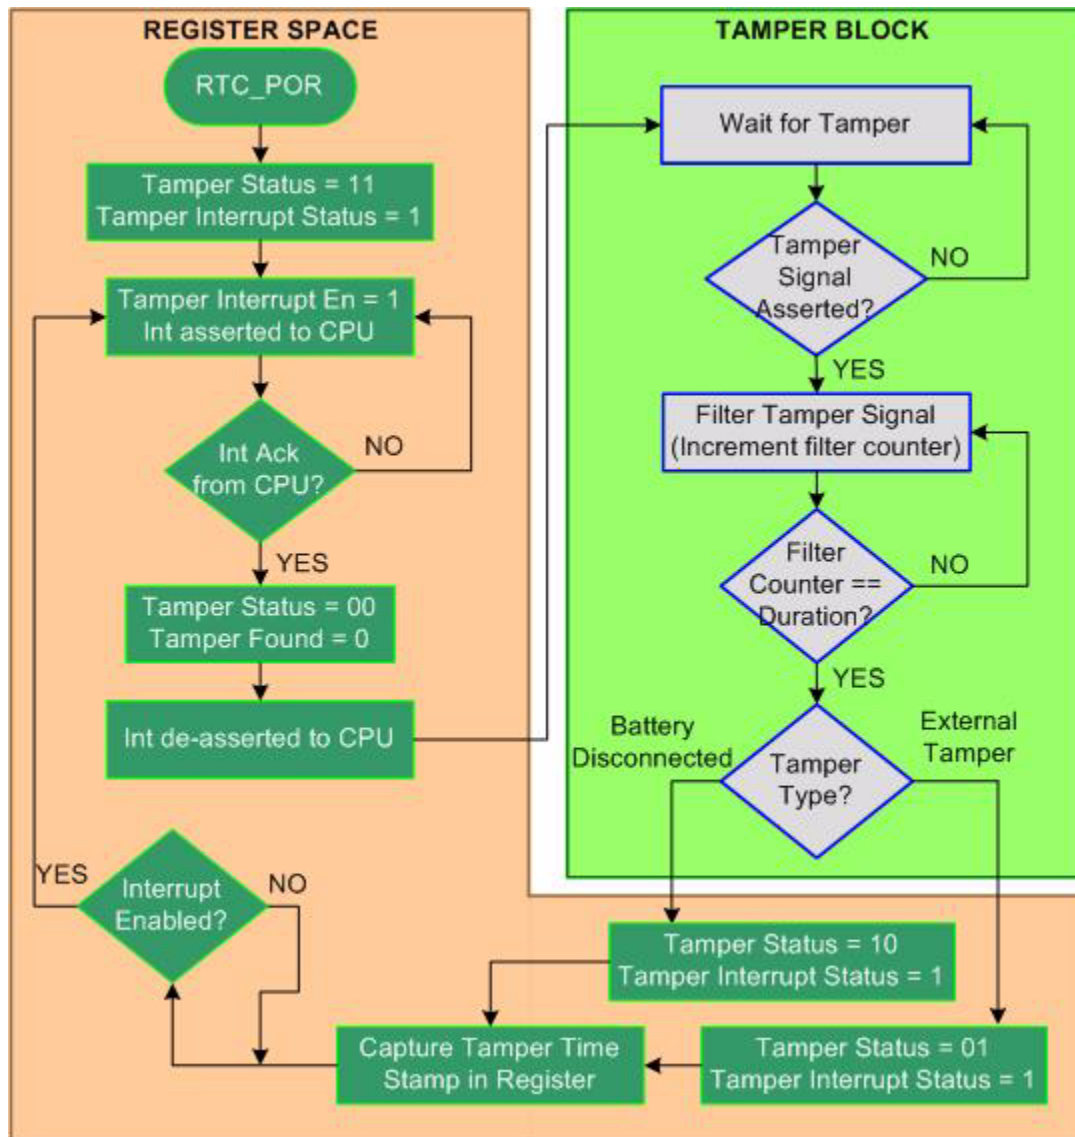 REGISTER SPACE
RTC_POR
Tamper Status = 11
Tamper Interrupt Status = 1
Tamper Interrupt En = 1
Int asserted to CPU
Int Ack
from CPU?
NO
YES
Tamper Status = 00
Tamper Found = 0
Int de-asserted to CPU
TAMPER BLOCK
Wait for Tamper
Tamper
Signal
Asserted?
NO
YES
Filter Tamper Signal
(Increment filter counter)
Filter
Counter ==
Duration?
NO
YES
Battery
Disconnected
External
Tamper
Tamper
Type?
Tamper Status = 10
Tamper Interrupt Status = 1
Tamper Status = 01
Tamper Interrupt Status = 1
Capture Tamper Time
Stamp in Register
Interrupt
Enabled?
YES
NO